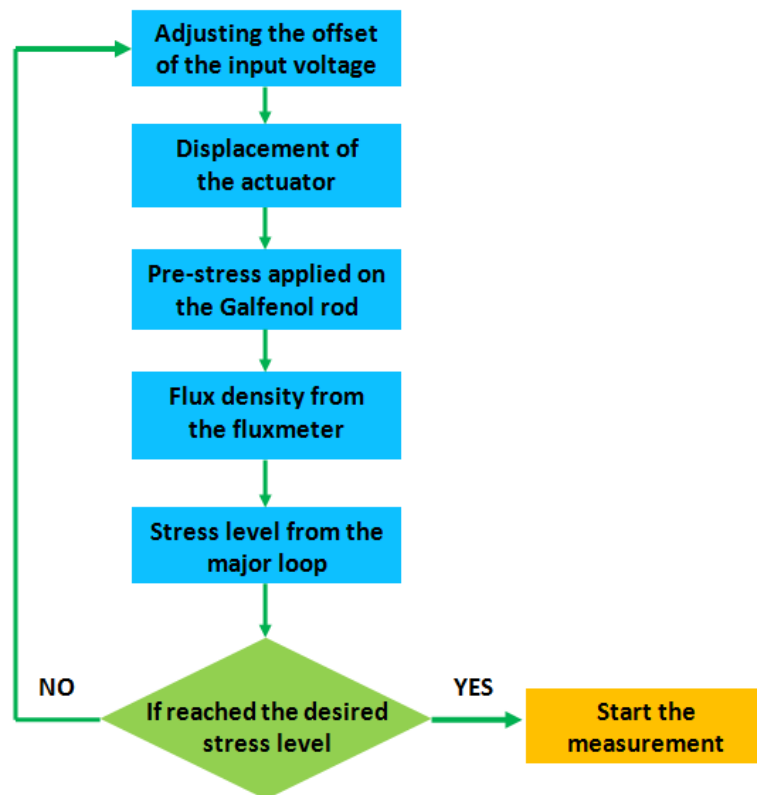 Adjusting the offset
of the input voltage
Displacement of
the actuator
Pre-stress applied on
the Galfenol rod
Flux density from
the fluxmeter
Stress level from the
major loop
NO
YES
If reached the desired
stress level
Start the
measurement